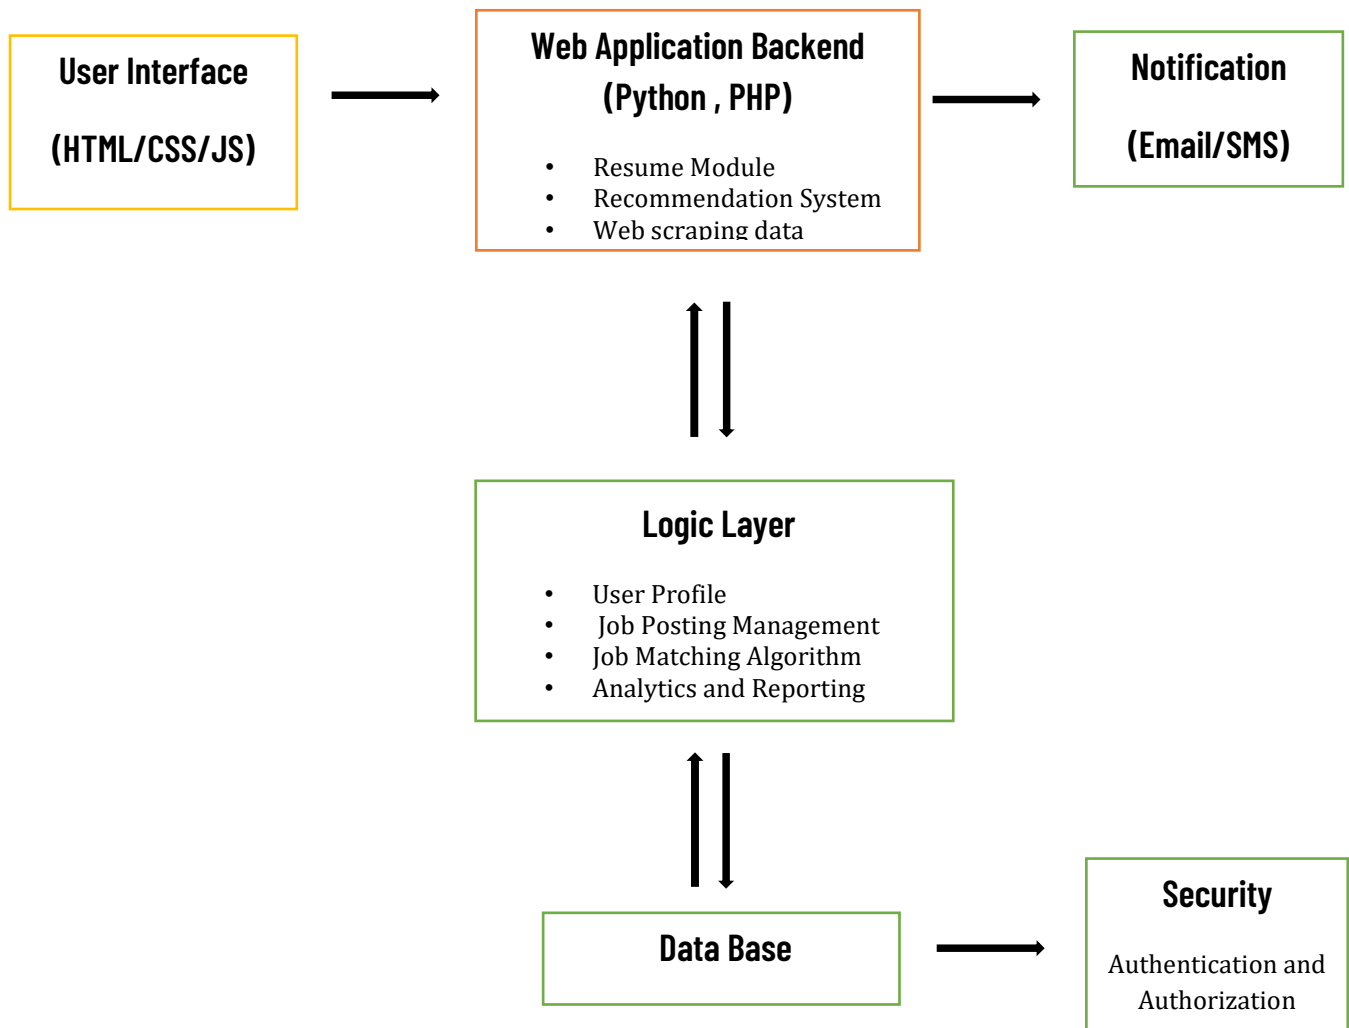 User Interface
(HTML/CSS/JS)
Web Application Backend
(Python , PHP)
• Resume Module
• Recommendation System
• Web scraping data
Notification
(Email/SMS)
Logic Layer
• User Profile
• Job Posting Management
• Job Matching Algorithm
• Analytics and Reporting
Data Base
Security
Authentication and
Authorization